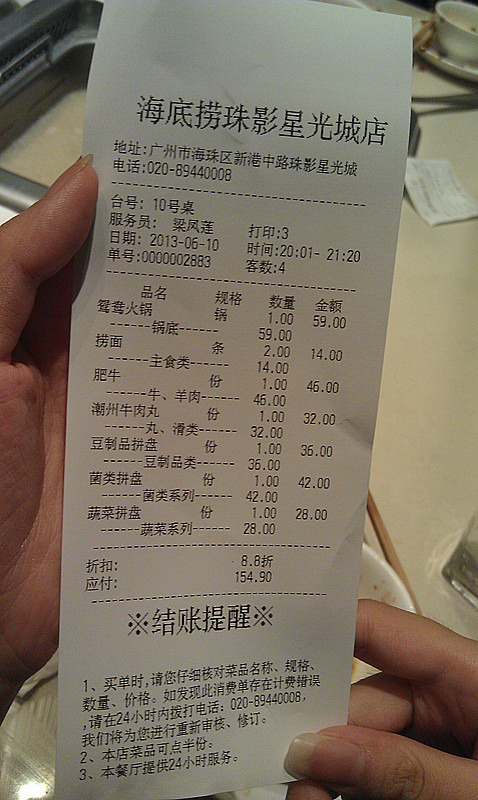 海底捞珠影星光城店
地址:广州市海珠区新港中路珠影星光城
电话:020-89440008
台号: 10号桌
服务员: 梁凤莲 打印:3
日期: 2013-06-10 时间:20:01- 21:20
单号:0000002883 客数:4
品名 规格 数量 金额
鸳鸯火锅 锅 1.00 59.00
------锅底------ 59.00
捞面 条 2.00 14.00
------主食类------ 14.00
肥牛 份 1.00 46.00
------牛、羊肉------ 46.00
潮州牛肉丸 份 1.00 32.00
------丸、滑类------ 32.00
豆制品拼盘 份 1.00 36.00
------豆制品类------ 36.00
菌类拼盘 份 1.00 42.00
------菌类系列------ 42.00
蔬菜拼盘 份 1.00 28.00
------蔬菜系列------ 28.00
折扣: 8.8折
应付: 154.90
※结账提醒※
1、买单时,请您仔细核对菜品名称、规格、
数量、价格。如发现此消费单存在计费错误
,请在24小时内拨打电话: 020-89440008,
我们将为您进行重新审核、修订。
2、本店菜品可点半份。
3、本餐厅提供24小时服务。